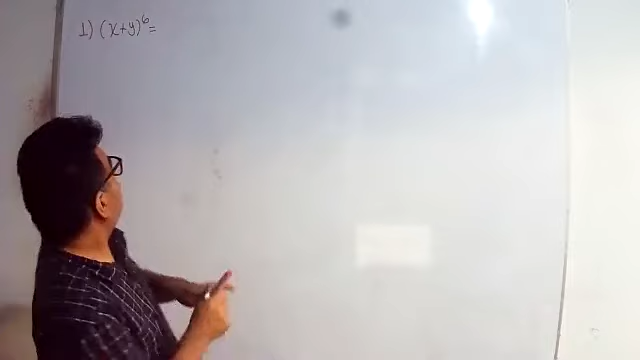 1) (x+y)⁶=